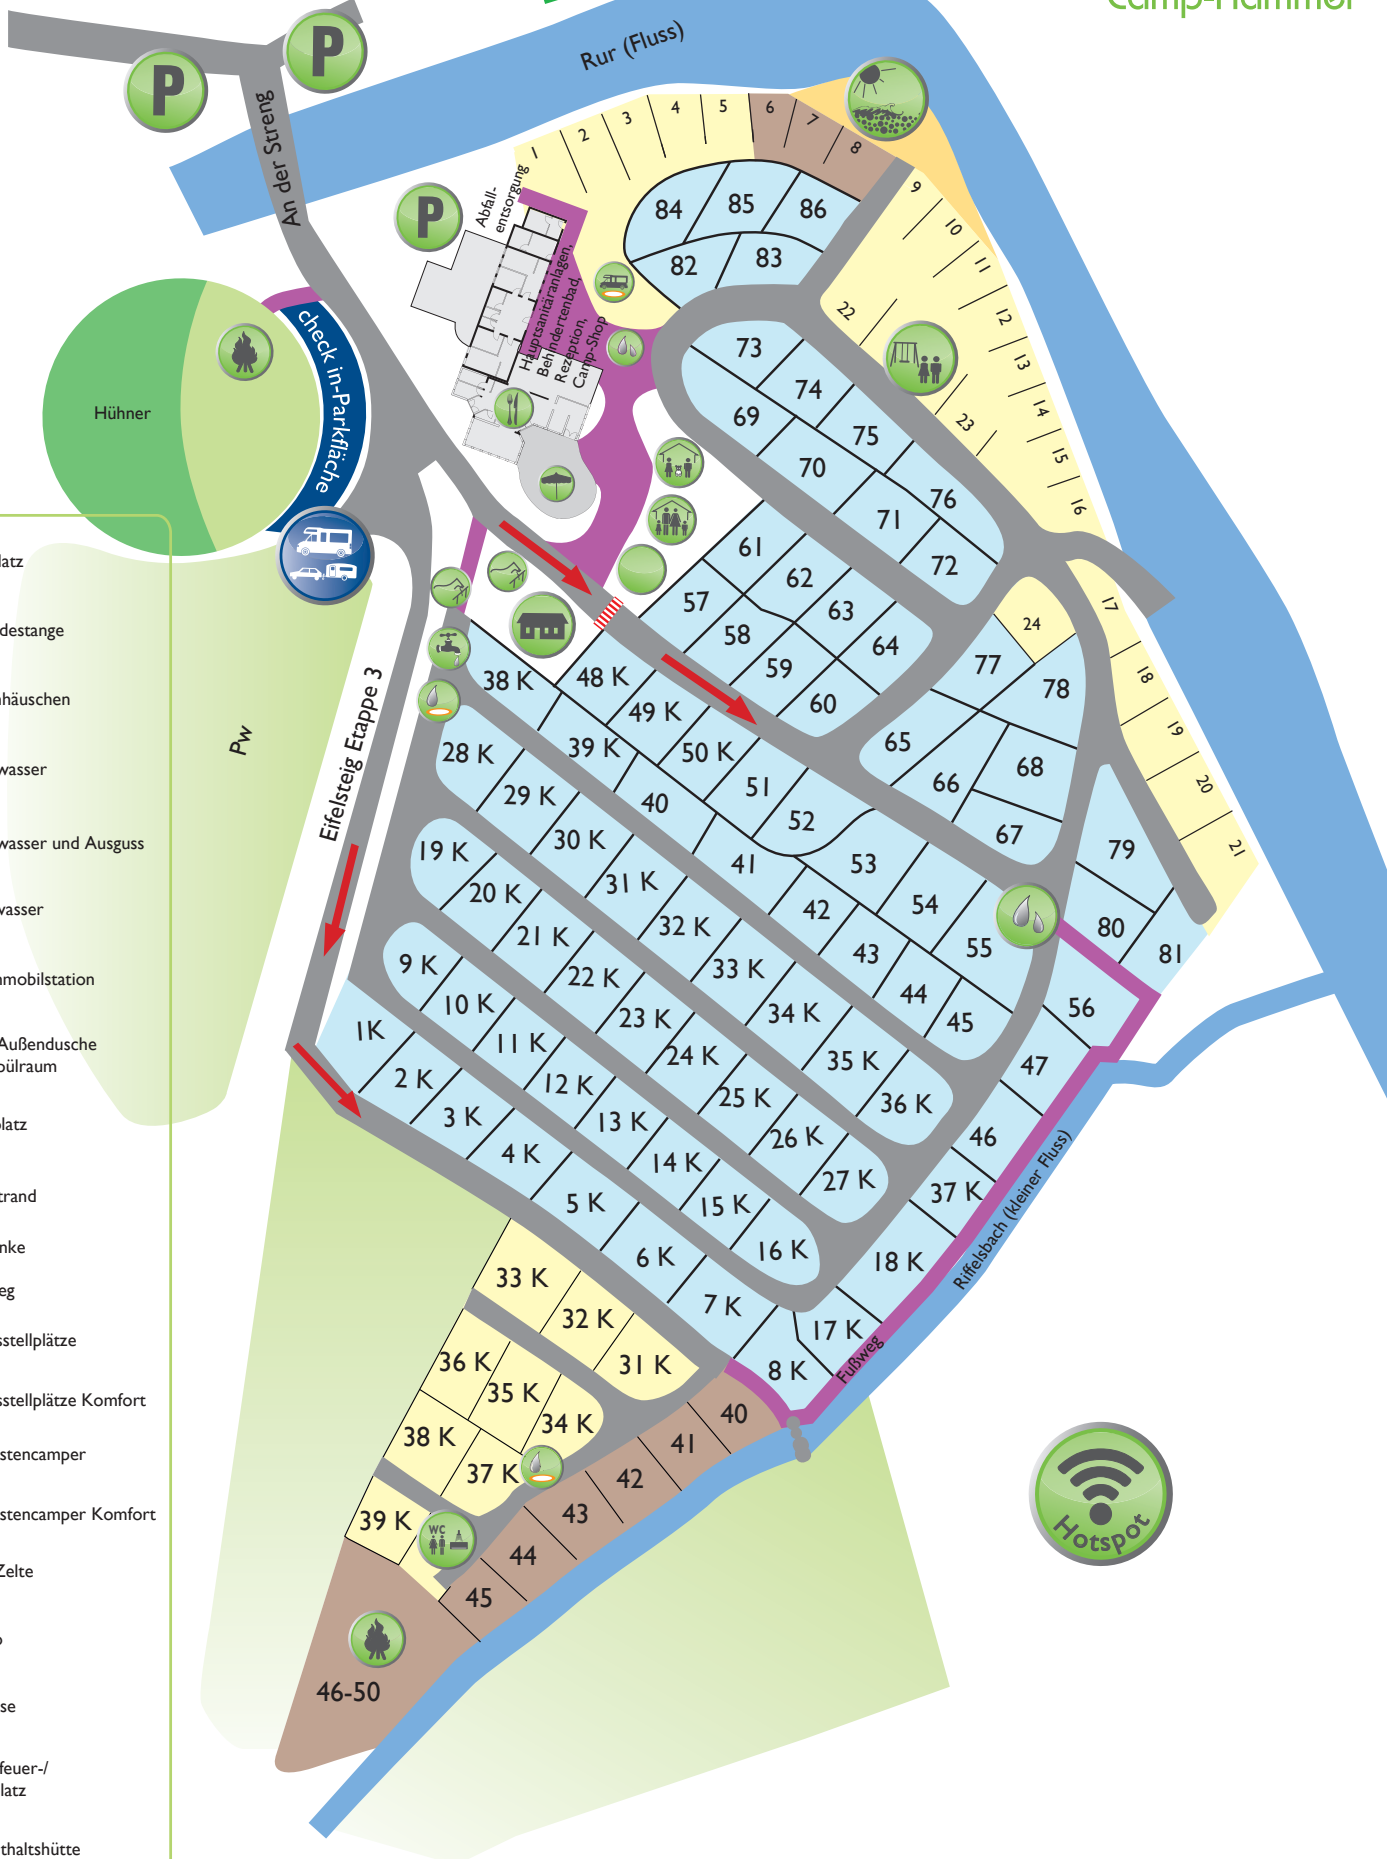 Camp-Hammer
Rur (Fluss)
P
P
P
An der Streng
Abfall-
entsorgung
Hauptsanitäranlagen,
Behindertenbad,
Rezeption,
Camp-Shop
Hühner
check in-Parkfläche
Pw
Eifelsteig Etappe 3
1
2
3
4
5
6
7
8
9
10
11
12
13
14
15
16
17
18
19
20
21
22
23
24
84
85
86
82
83
73
74
75
76
69
70
71
72
61
62
63
64
57
58
59
60
77
78
65
66
68
67
79
80
81
38 K
48 K
49 K
50 K
51
52
53
54
55
56
39 K
40
41
42
43
44
45
47
46
37 K
18 K
17 K
28 K
29 K
30 K
31 K
32 K
33 K
34 K
35 K
36 K
19 K
20 K
21 K
22 K
23 K
24 K
25 K
26 K
27 K
9 K
10 K
11 K
12 K
13 K
14 K
15 K
16 K
1K
2 K
3 K
4 K
5 K
6 K
7 K
8 K
33 K
32 K
31 K
36 K
35 K
34 K
38 K
37 K
39 K
40
41
42
43
44
45
46-50
WC
Fußweg
Riffelsbach (kleiner Fluss)
Hotspot
latz
destange
nhäuschen
wasser
wasser und Ausguss
wasser
nmobilstation
Außendusche
pülraum
latz
trand
nke
eg
sstellplätze
sstellplätze Komfort
stencamper
stencamper Komfort
Zelte
o
se
feuer-/
latz
thaltshütte